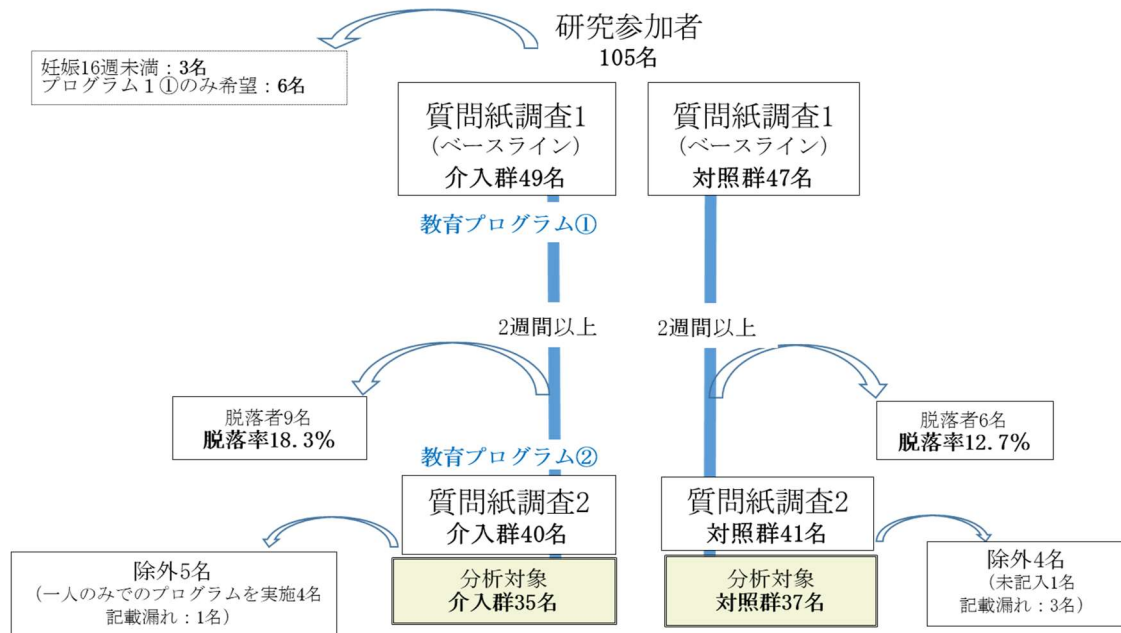 研究参加者
105名
妊娠16週未満：3名
プログラム１①のみ希望：6名
質問紙調査1
（ベースライン）
介入群49名
質問紙調査1
（ベースライン）
対照群47名
教育プログラム①
2週間以上
2週間以上
脱落者9名
脱落率18.3%
脱落者6名
脱落率12.7%
教育プログラム②
質問紙調査2
介入群40名
質問紙調査2
対照群41名
除外5名
（一人のみでのプログラムを実施4名
記載漏れ：1名）
分析対象
介入群35名
分析対象
対照群37名
除外4名
（未記入1名
記載漏れ：3名）